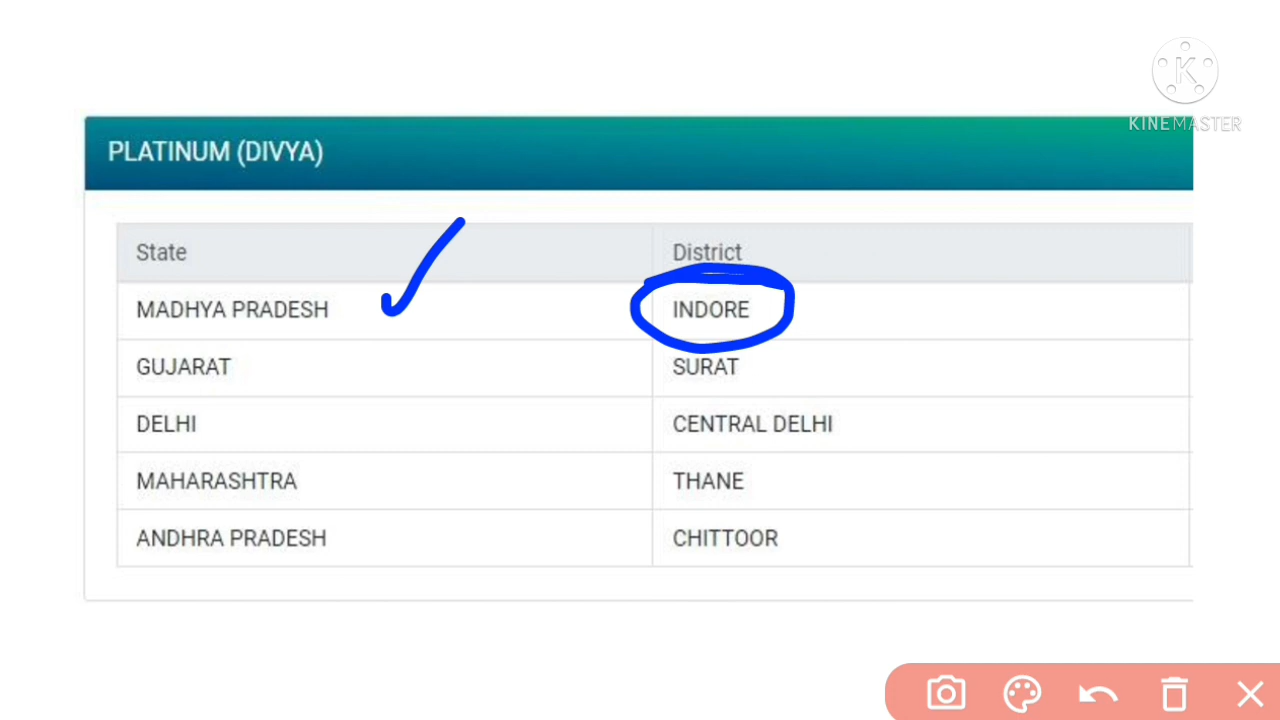 K
KINEMASTER
PLATINUM (DIVYA)
State District
MADHYA PRADESH INDORE
GUJARAT SURAT
DELHI CENTRAL DELHI
MAHARASHTRA THANE
ANDHRA PRADESH CHITTOOR